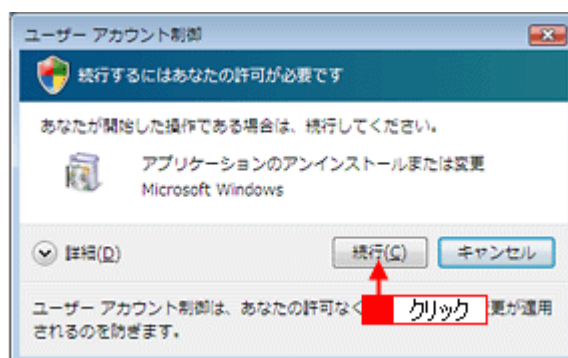 ユーザー アカウント制御
続行するにはあなたの許可が必要です
あなたが開始した操作である場合は、続行してください。
アプリケーションのアンインストールまたは変更
Microsoft Windows
詳細(D)
続行(C)
キャンセル
クリック
ユーザー アカウント制御は、あなたの許可なく 更が適用
されるのを防ぎます。